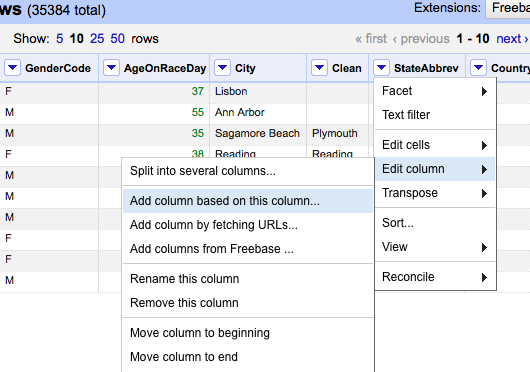 ws (35384 total)
Extensions: Freeba
Show: 5 10 25 50 rows
« first ‹ previous 1 - 10 next ›
GenderCode AgeOnRaceDay City Clean StateAbbrev Country
F 37 Lisbon
M 55 Ann Arbor
M 35 Sagamore Beach Plymouth
F 38 Reading Reading
M
M
M
F
F
M
Facet
Text filter
Edit cells
Edit column
Transpose
Sort...
View
Reconcile
Split into several columns...
Add column based on this column...
Add column by fetching URLs...
Add columns from Freebase ...
Rename this column
Remove this column
Move column to beginning
Move column to end